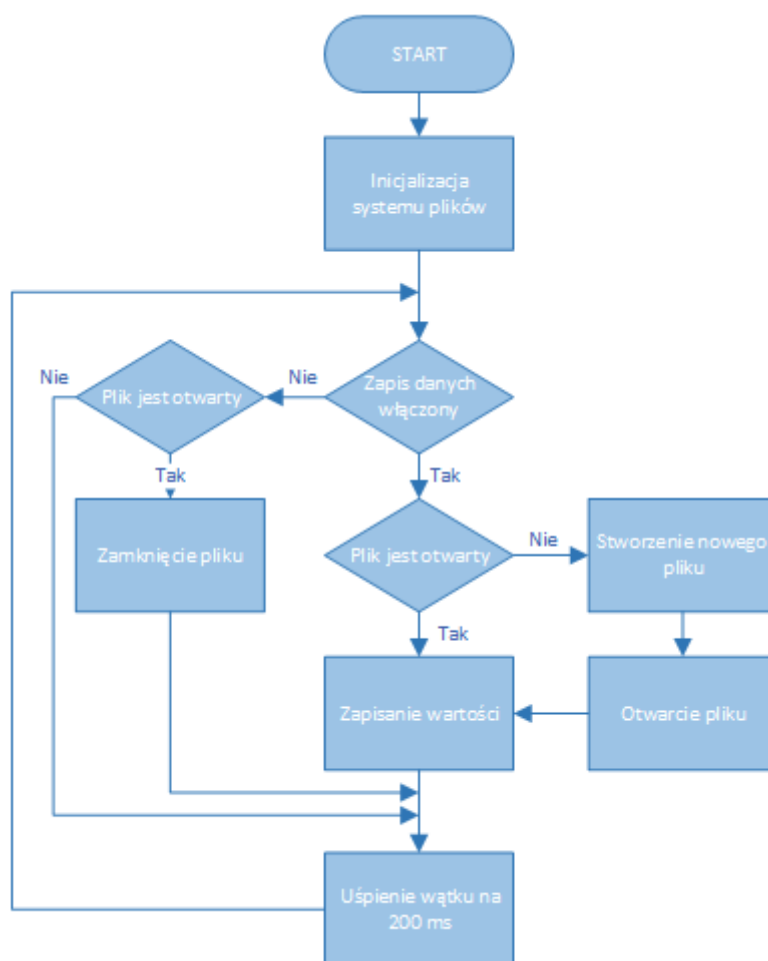 START
Inicjalizacja
systemu plików
Nie
Plik jest otwarty
Nie
Zapis danych
włączony
Tak
Tak
Zamknięcie pliku
Plik jest otwarty
Nie
Stworzenie nowego
pliku
Tak
Zapisanie wartości
Otwarcie pliku
Uśpienie wątku na
200 ms